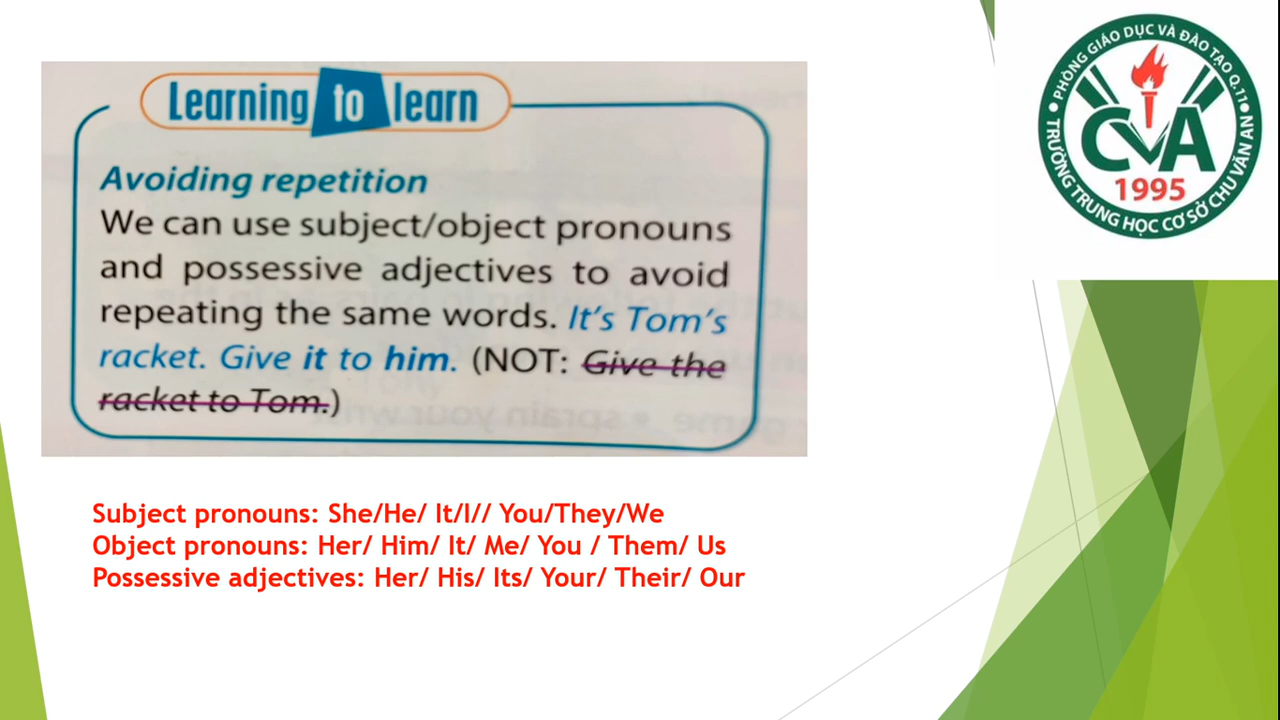 Learning to learn
Avoiding repetition
We can use subject/object pronouns
and possessive adjectives to avoid
repeating the same words. It's Tom's
racket. Give it to him. (NOT: Give the
racket to Tom.)
Subject pronouns: She/He/ It/I// You/They/We
Object pronouns: Her/ Him/ It/ Me/ You / Them/ Us
Possessive adjectives: Her/ His/ Its/ Your/ Their/ Our
PHÒNG GIÁO DỤC VÀ ĐÀO TẠO Q.11
CVA
1995
TRƯỜNG TRUNG HỌC CƠ SỞ CHU VĂN AN